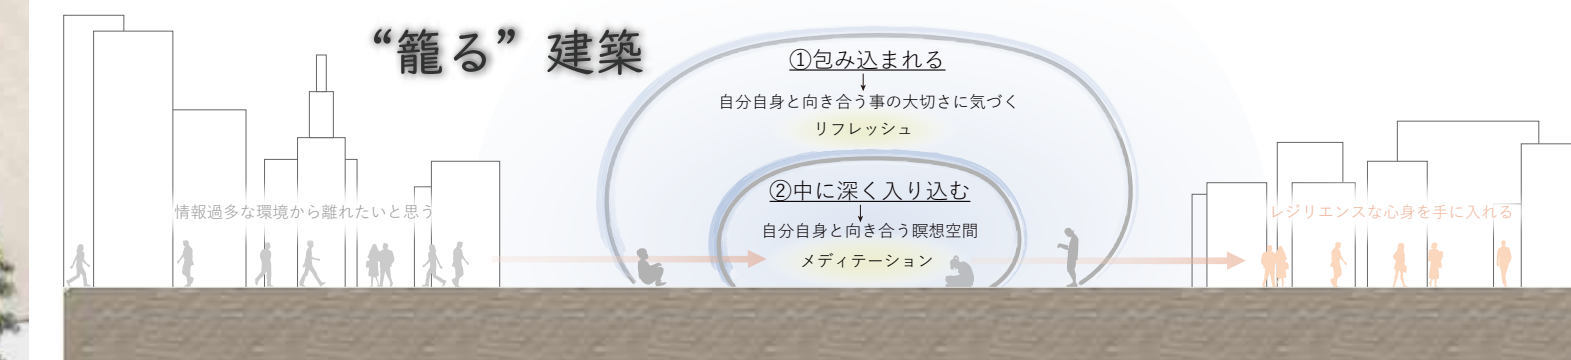 “籠る”建築
①包み込まれる
↓
自分自身と向き合う事の大切さに気づく
リフレッシュ
②中に深く入り込む
↓
自分自身と向き合う瞑想空間
メディテーション
情報過多な環境から離れたいと思う
レジリエンスな心身を手に入れる